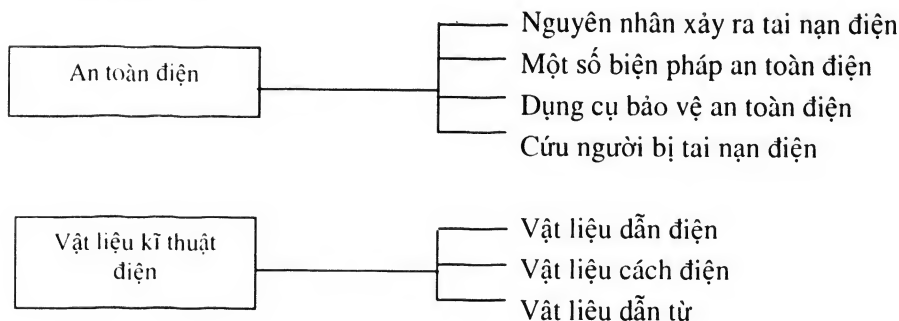 An toàn điện
Nguyên nhân xảy ra tai nạn điện
Một số biện pháp an toàn điện
Dụng cụ bảo vệ an toàn điện
Cứu người bị tai nạn điện
Vật liệu kĩ thuật
điện
Vật liệu dẫn điện
Vật liệu cách điện
Vật liêu dẫn từ